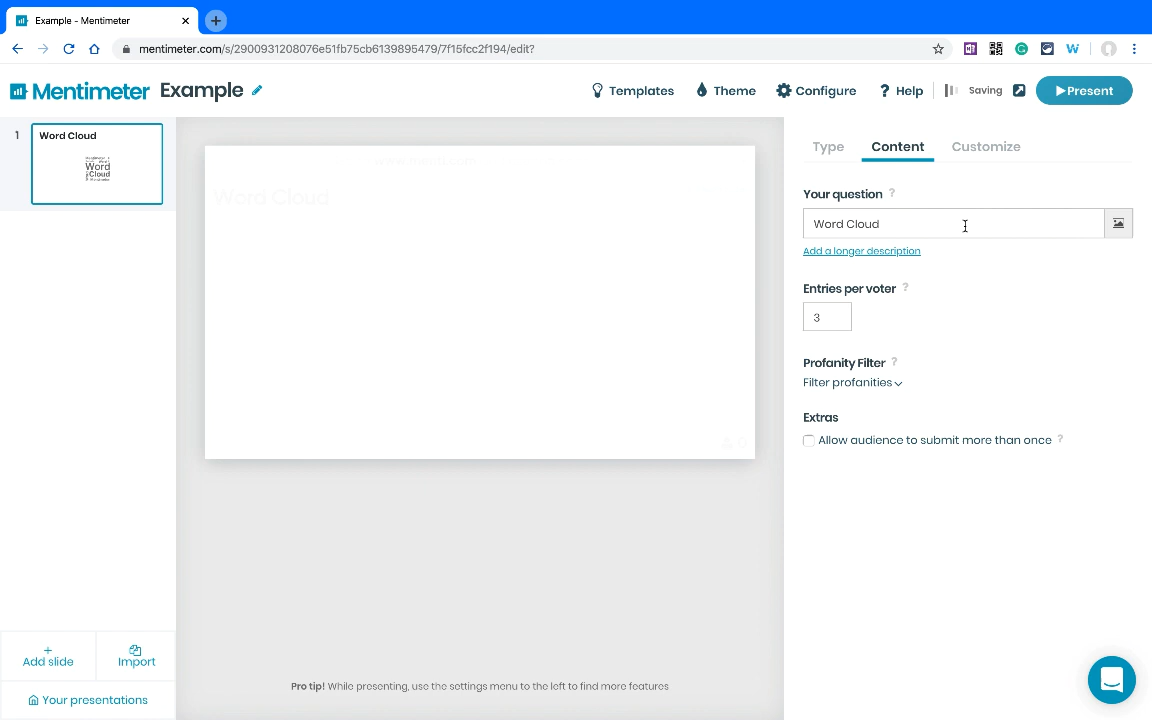 Example - Mentimeter
mentimeter.com/s/2900931208076e51fb75cb6139895479/7f15fcc2f194/edit?
Mentimeter Example
Templates Theme Configure ? Help Saving Present
1 Word Cloud
Word
Cloud
Word Cloud
Type Content Customize
Your question ?
Word Cloud
Add a longer description
Entries per voter ?
3
Profanity Filter ?
Filter profanities
Extras
Allow audience to submit more than once ?
+
Add slide Import
Your presentations
Pro tip! While presenting, use the settings menu to the left to find more features